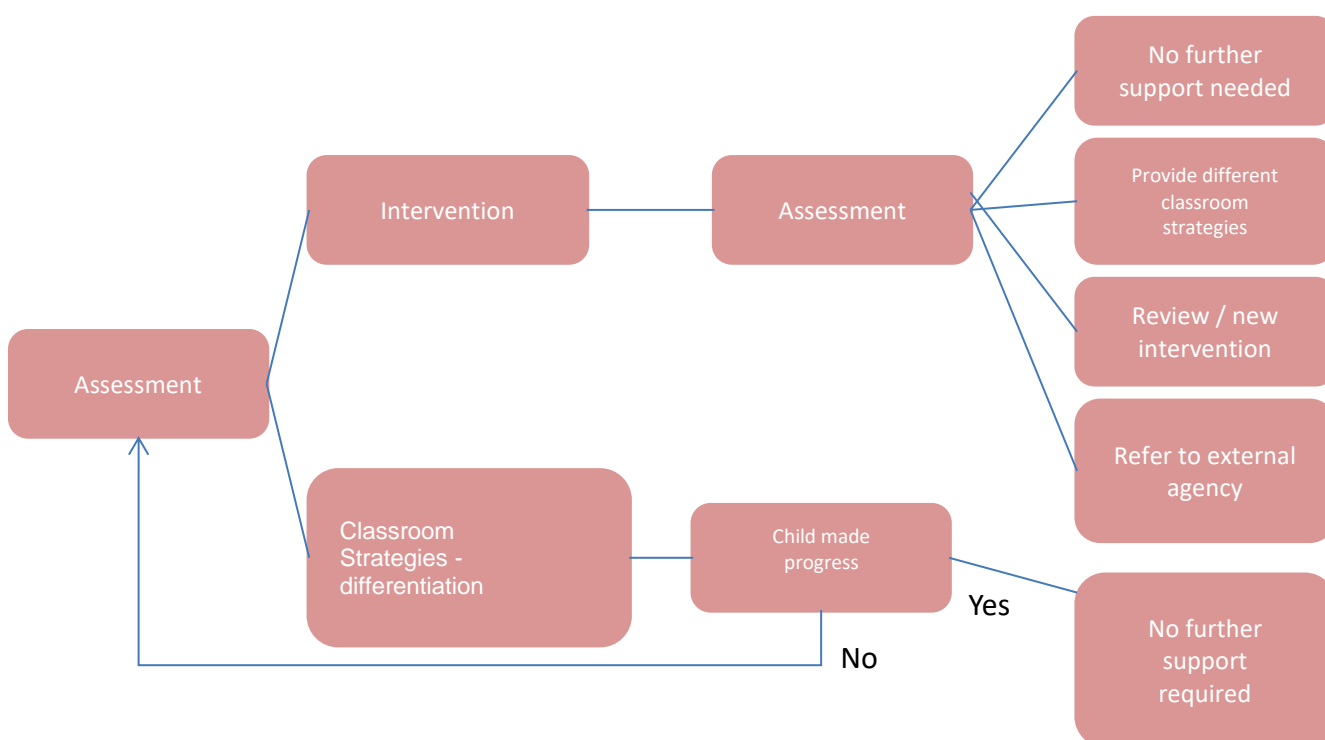 No further
support needed
Intervention
Assessment
Provide different
classroom
strategies
Review / new
intervention
Assessment
Refer to external
agency
Classroom
Strategies -
differentiation
Child made
progress
Yes
No
No further
support
required